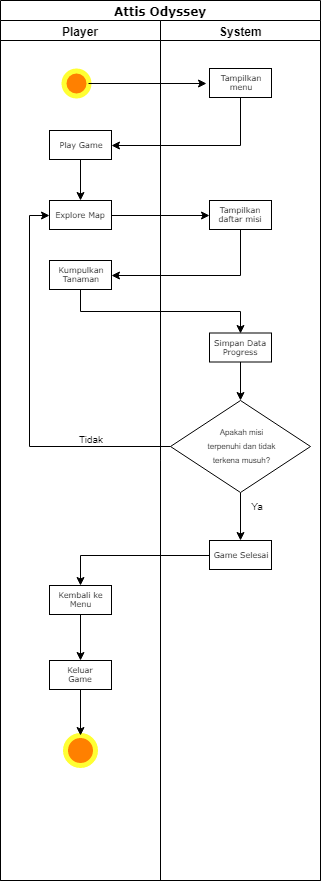 Attis Odyssey
Player
System
Tampilkan
menu
Play Game
Explore Map
Tampilkan
daftar misi
Kumpulkan
Tanaman
Simpan Data
Progress
Apakah misi
terpenuhi dan tidak
terkena musuh?
Tidak
Ya
Game Selesai
Kembali ke
Menu
Keluar
Game